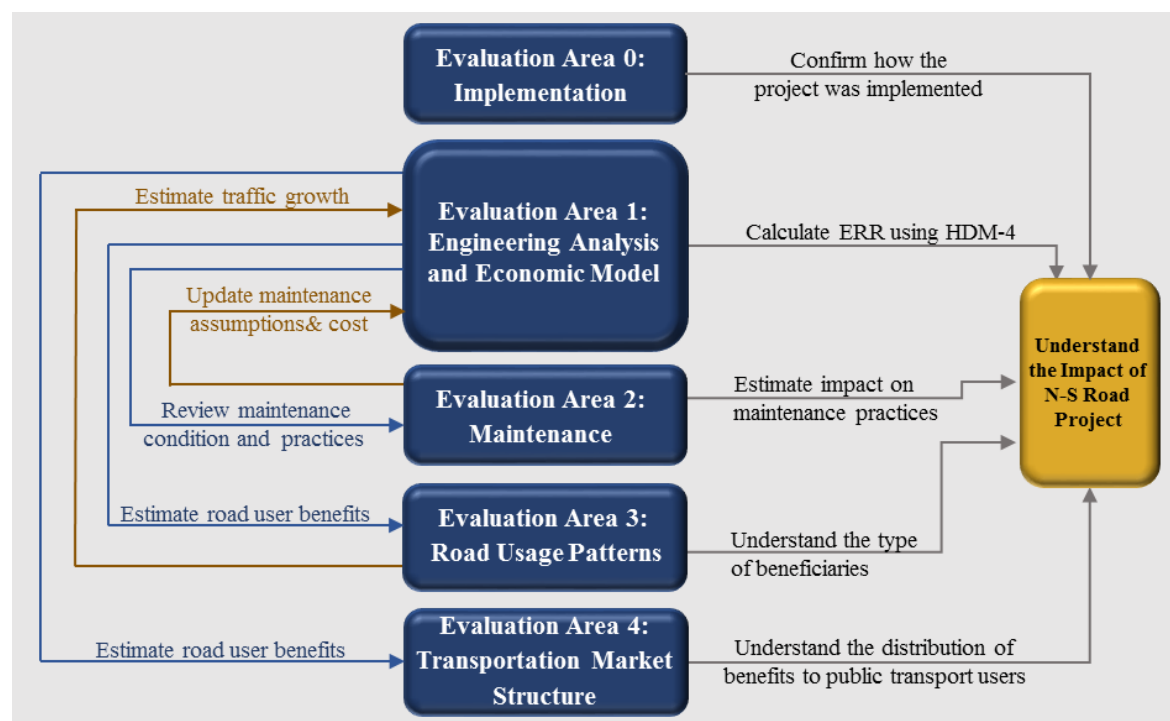 Evaluation Area 0:
Implementation
Confirm how the
project was implemented
Estimate traffic growth
Evaluation Area 1:
Engineering Analysis
and Economic Model
Calculate ERR using HDM-4
Update maintenance
assumptions& cost
Understand
the Impact of
N-S Road
Project
Review maintenance
condition and practices
Evaluation Area 2:
Maintenance
Estimate impact on
maintenance practices
Estimate road user benefits
Evaluation Area 3:
Road Usage Patterns
Understand the type
of beneficiaries
Estimate road user benefits
Evaluation Area 4:
Transportation Market
Structure
Understand the distribution of
benefits to public transport users